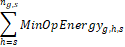 n_{g,s}
∑ MinOpEnergy_{g,h,s}
h=s